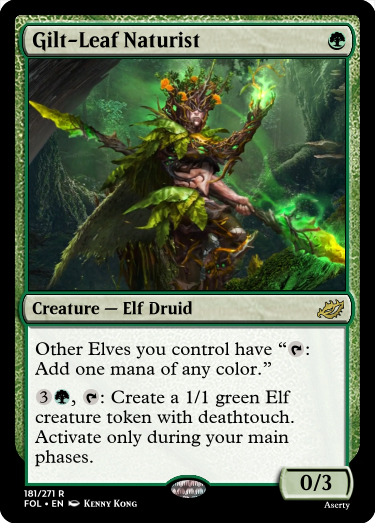 Gilt-Leaf Naturist
Creature — Elf Druid
Other Elves you control have “: 
Add one mana of any color.”
3, : Create a 1/1 green Elf
creature token with deathtouch.
Activate only during your main
phases.
0/3
181/271 R
FOL • EN Kenny Kong
Aserty